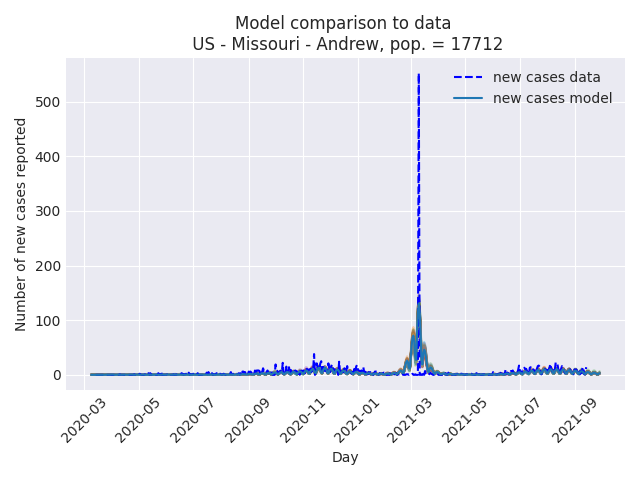 Model comparison to data
US - Missouri - Andrew, pop. = 17712
new cases data
new cases model
Number of new cases reported
500
400
300
200
100
0
2020-03
2020-05
2020-07
2020-09
2020-11
2021-01
2021-03
2021-05
2021-07
2021-09
Day